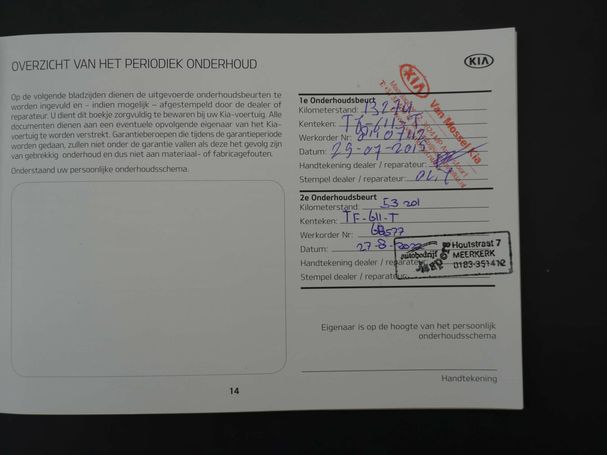 OVERZICHT VAN HET PERIODIEK ONDERHOUD
KIA
Op de volgende bladzijden dienen de uitgevoerde onderhoudsbeurten te
worden ingevuld en - indien mogelijk – afgestempeld door de dealer of
reparateur. U dient dit boekje zorgvuldig te bewaren bij uw Kia-voertuig. Alle
documenten dienen aan een eventuele opvolgende eigenaar van het Kia-
voertuig te worden verstrekt. Garantieberoepen die tijdens de garantieperiode
worden gedaan, zullen niet onder de garantie vallen als deze het gevolg zijn
van gebrekkig onderhoud en dus niet aan materiaal- of fabricagefouten.
Onderstaand uw persoonlijke onderhoudsschema.
1e Onderhoudsbeurt
Kilometerstand:
Kenteken:
Werkorder Nr:
Datum: 29-07-2015
Handtekening dealer / reparateur:
Stempel dealer / reparateur:
KIA
Van Mossel Kia
2e Onderhoudsbeurt
Kilometerstand: 53 201
Kenteken: TF-611-T
Werkorder Nr:
Datum: 27-8-2022
Handtekening dealer / reparateur:
Stempel dealer / reparateur:
autobedrijf
Houtstraat 7
MEERKERK
0183-351412
Eigenaar is op de hoogte van het persoonlijk
onderhoudsschema
Handtekening
14